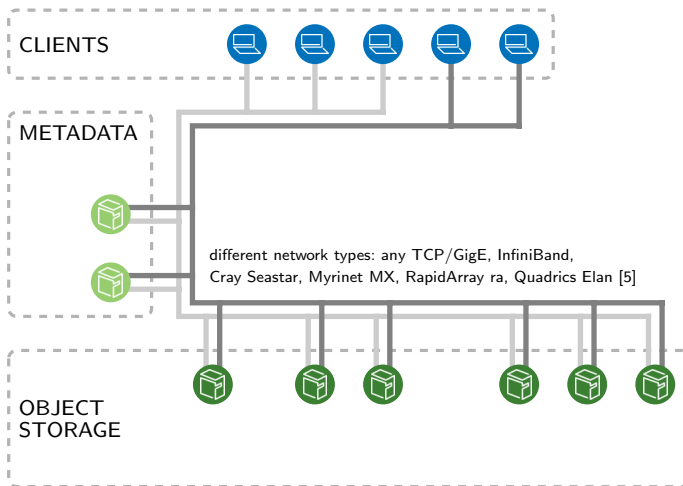 CLIENTS
METADATA
different network types: any TCP/GigE, InfiniBand,
Cray Seastar, Myrinet MX, RapidArray ra, Quadrics Elan [5]
OBJECT
STORAGE